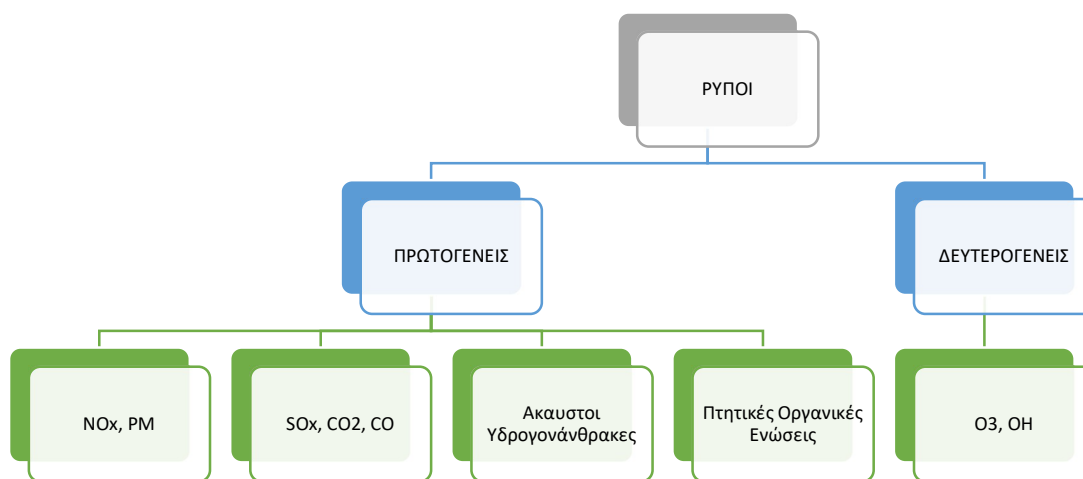 ΡΥΠΟΙ
ΠΡΩΤΟΓΕΝΕΙΣ
ΔΕΥΤΕΡΟΓΕΝΕΙΣ
NOx, PM
SOx, CO2, CO
Ακαυστοι
Υδρογονάνθρακες
Πτητικές Οργανικές
Ενώσεις
O3, OH